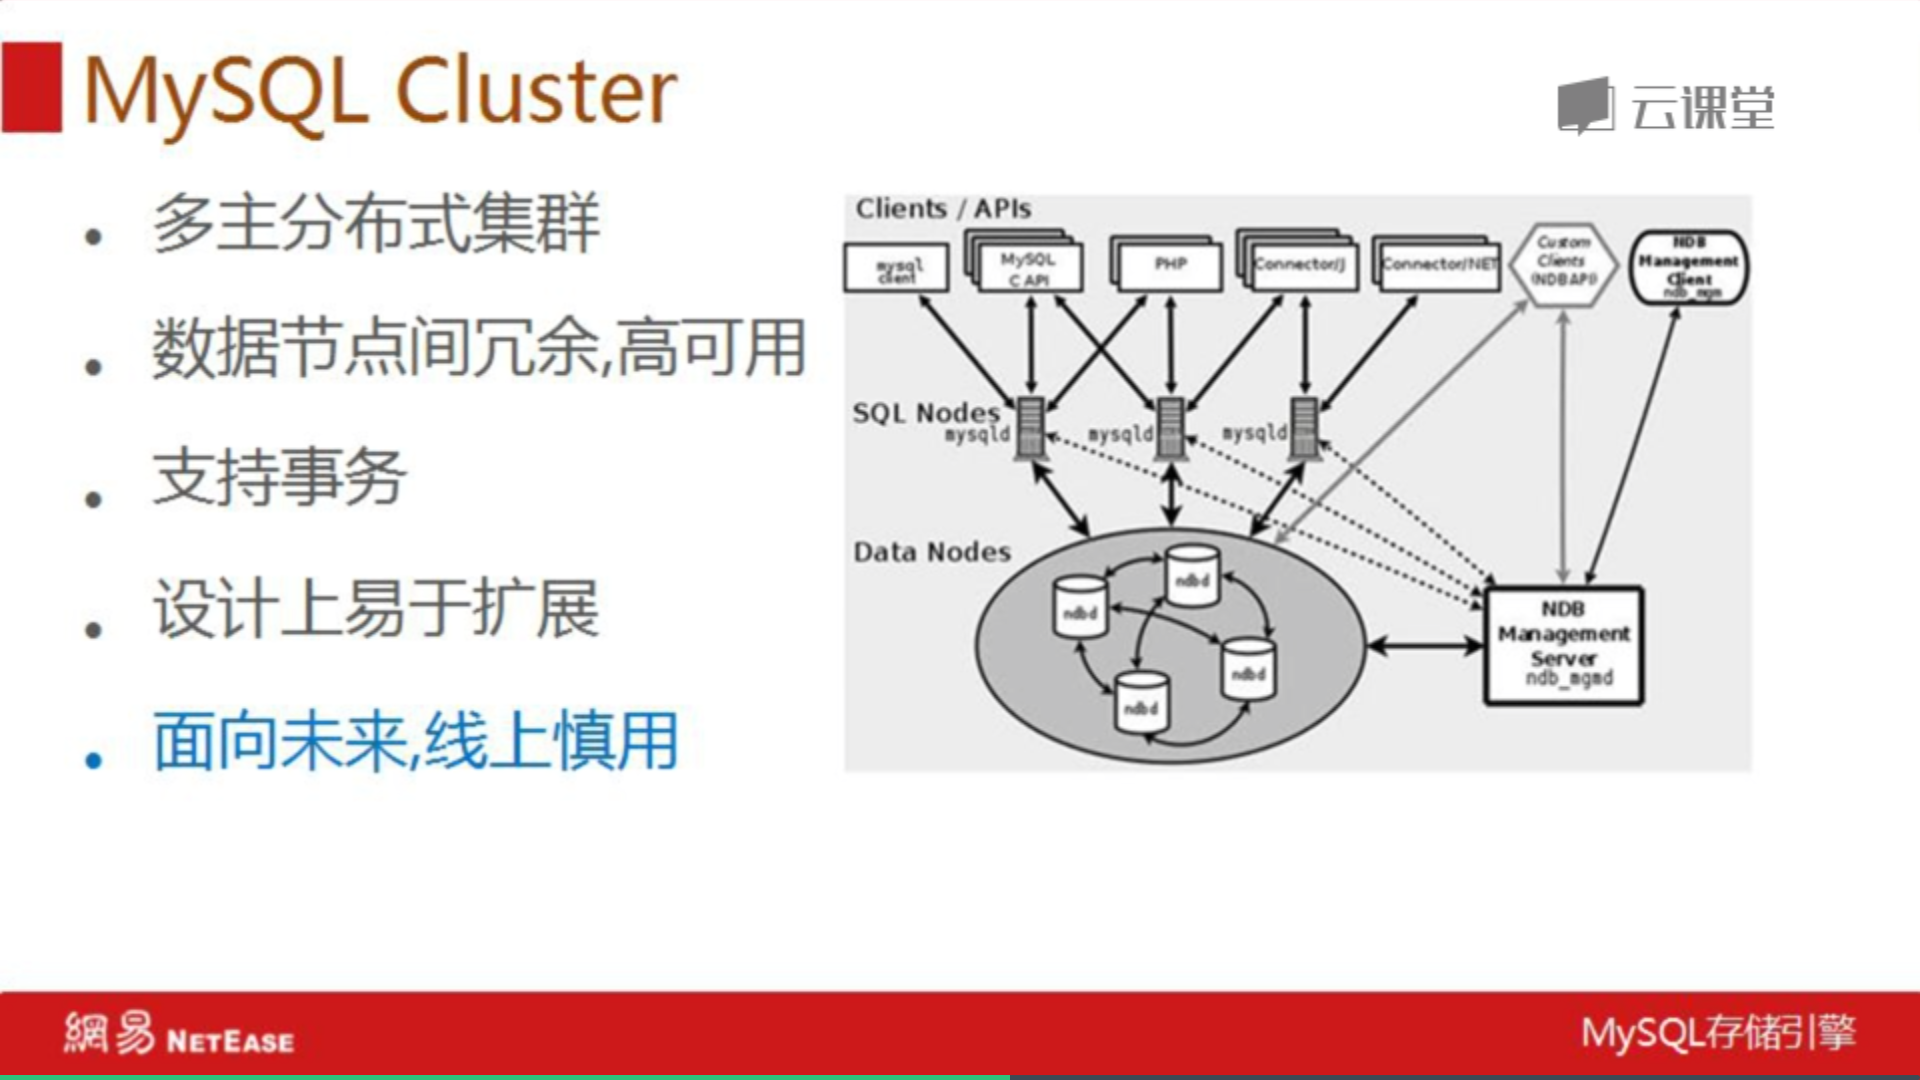 MySQL Cluster
云课堂
多主分布式集群
数据节点间冗余,高可用
支持事务
设计上易于扩展
面向未来,线上慎用
Clients / APIs
mysql
client
MySQL
C API
PHP
Connector/J
Connector/NET
Custom
Clients
(NDB API)
NDB
Management
Client
ndb_mgm
SQL Nodes
mysqld
mysqld
mysqld
Data Nodes
ndbd
ndbd
ndbd
ndbd
NDB
Management
Server
ndb_mgmd
網易 NETEASE
MySQL存储引擎